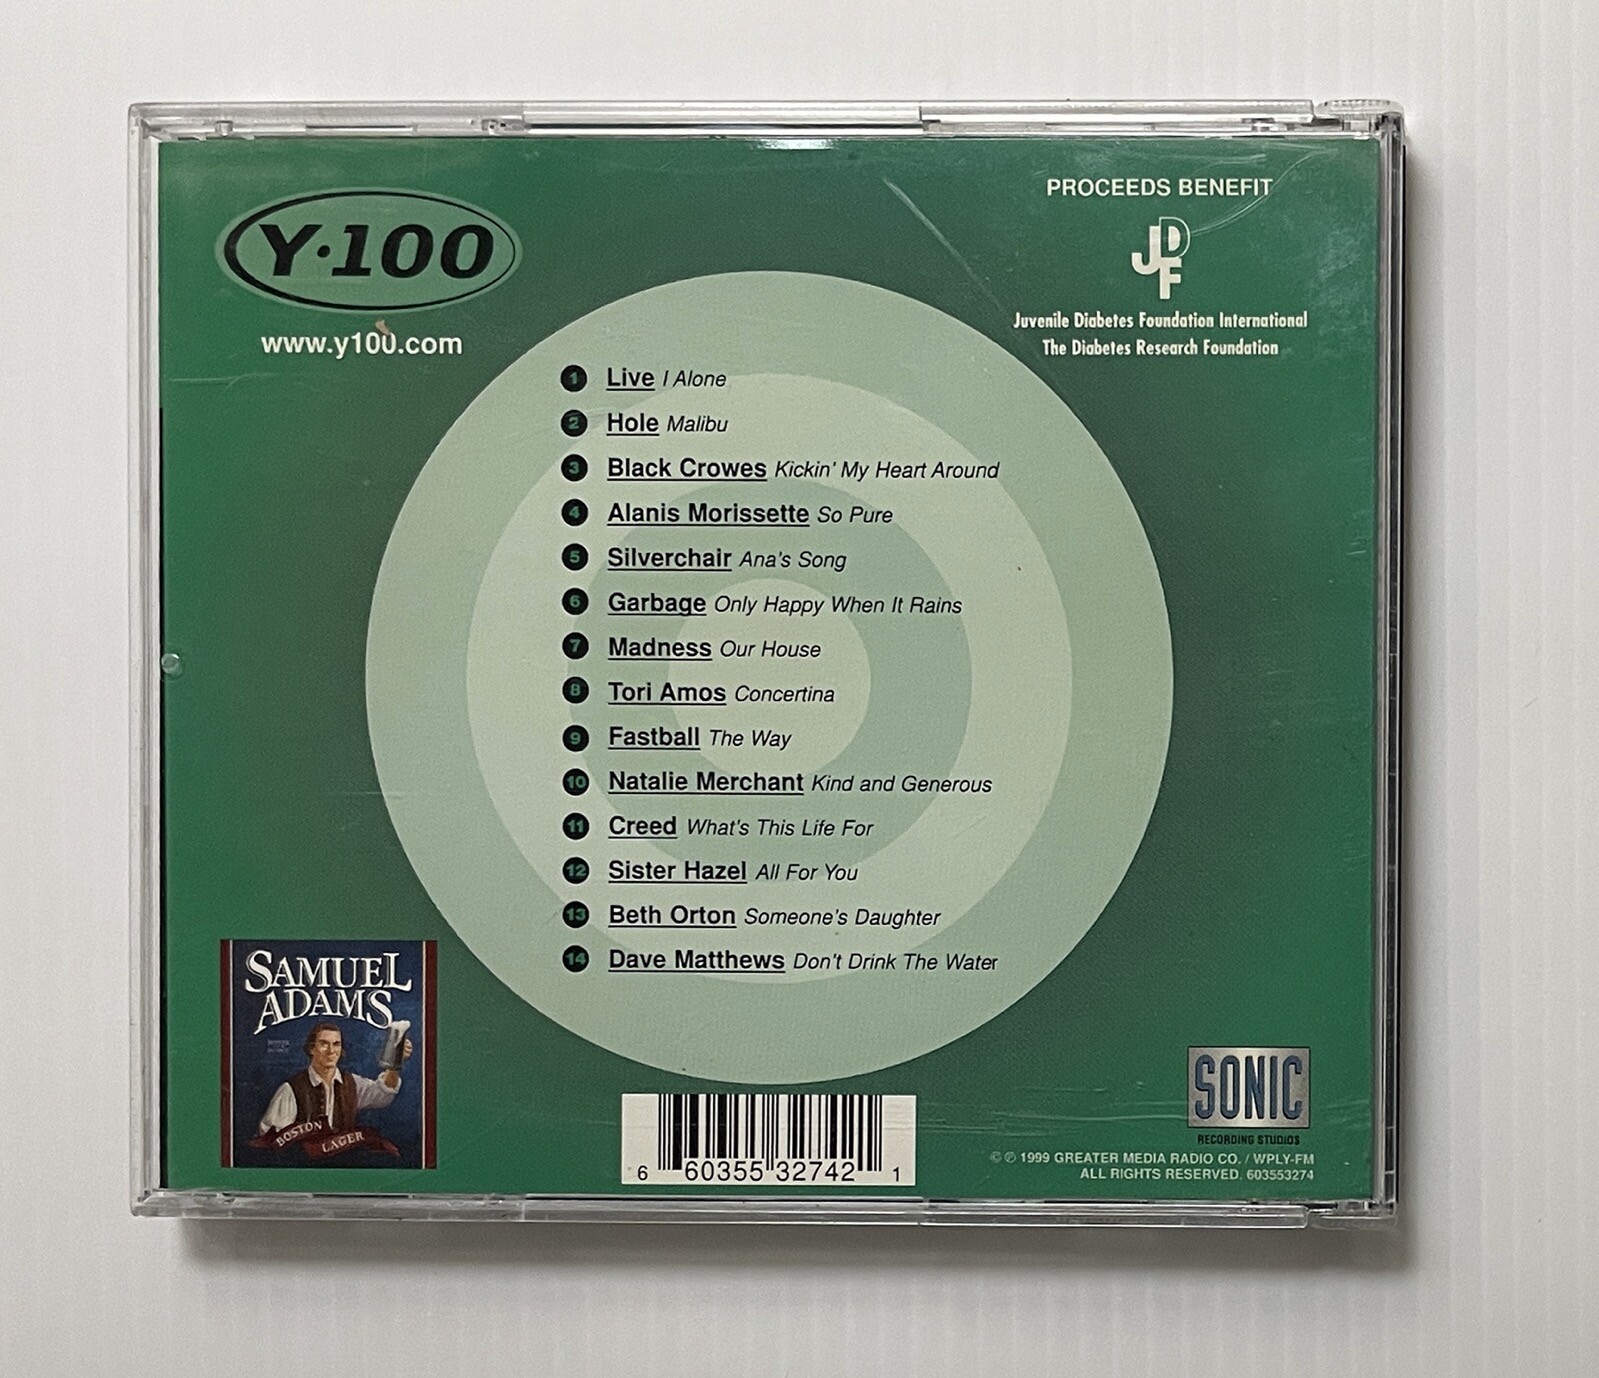 Y·100
www.y100.com
PROCEEDS BENEFIT
JDF
Juvenile Diabetes Foundation International
The Diabetes Research Foundation
1 Live I Alone
2 Hole Malibu
3 Black Crowes Kickin' My Heart Around
4 Alanis Morissette So Pure
5 Silverchair Ana's Song
6 Garbage Only Happy When It Rains
7 Madness Our House
8 Tori Amos Concertina
9 Fastball The Way
10 Natalie Merchant Kind and Generous
11 Creed What's This Life For
12 Sister Hazel All For You
13 Beth Orton Someone's Daughter
14 Dave Matthews Don't Drink The Water
SAMUEL
ADAMS
BOSTON LAGER
6 60355 32742 1
SONIC
RECORDING STUDIOS
© ℗ 1999 GREATER MEDIA RADIO CO. / WPLY-FM
ALL RIGHTS RESERVED. 603553274